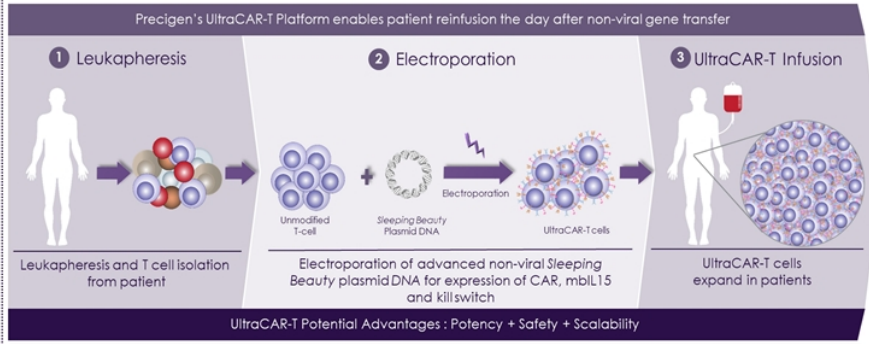 Precigen's UltraCAR-T Platform enables patient reinfusion the day after non-viral gene transfer
1 Leukapheresis
2 Electroporation
3 UltraCAR-T Infusion
Electroporation
Unmodified
T-cell
Sleeping Beauty
Plasmid DNA
UltraCAR-T cells
Leukapheresis and T cell isolation
from patient
Electroporation of advanced non-viral Sleeping
Beauty plasmid DNA for expression of CAR, mbIL15
and kill switch
UltraCAR-T cells
expand in patients
UltraCAR-T Potential Advantages : Potency + Safety + Scalability